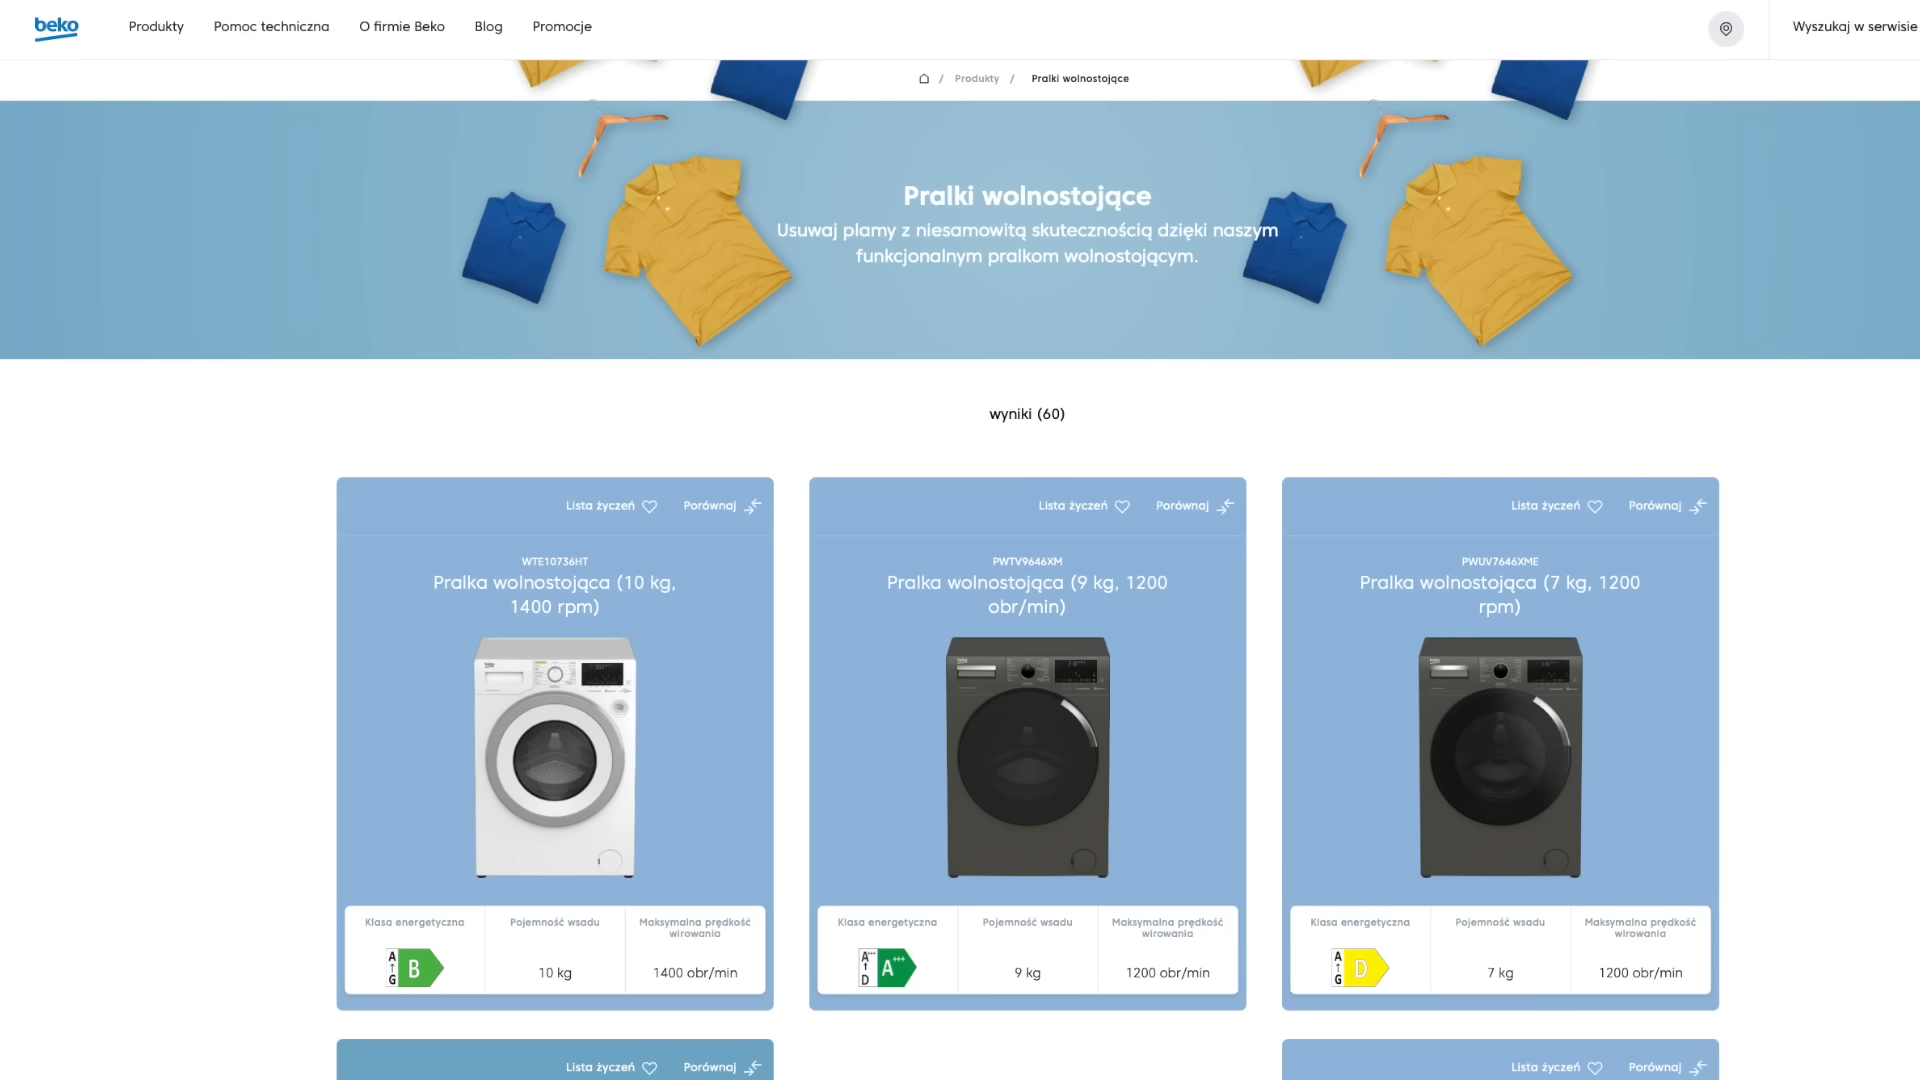 beko
Produkty
Pomoc techniczna
O firmie Beko
Blog
Promocje
Wyszukaj w serwisie
/ Produkty / Pralki wolnostojące
Pralki wolnostojące
Usuwaj plamy z niesamowitą skutecznością dzięki naszym
funkcjonalnym pralkom wolnostojącym.
wyniki (60)
Lista życzeń
Porównaj
WTE10736HT
Pralka wolnostojąca (10 kg,
1400 rpm)
Klasa energetyczna
A
G
B
Pojemność wsadu
10 kg
Maksymalna prędkość
wirowania
1400 obr/min
Lista życzeń
Porównaj
PWTV9646XM
Pralka wolnostojąca (9 kg, 1200
obr/min)
Klasa energetyczna
A+++
D
A+++
Pojemność wsadu
9 kg
Maksymalna prędkość
wirowania
1200 obr/min
Lista życzeń
Porównaj
PWUV7646XME
Pralka wolnostojąca (7 kg, 1200
rpm)
Klasa energetyczna
A
G
D
Pojemność wsadu
7 kg
Maksymalna prędkość
wirowania
1200 obr/min
Lista życzeń
Porównaj
Lista życzeń
Porównaj